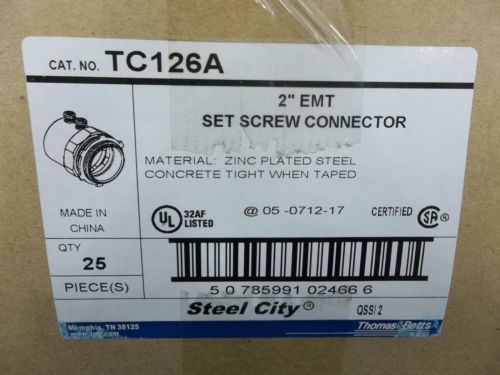 CAT. NO. TC126A
2" EMT
SET SCREW CONNECTOR
MATERIAL: ZINC PLATED STEEL
CONCRETE TIGHT WHEN TAPED
MADE IN
CHINA
UL 32AF
LISTED
@ 05 -0712-17
CERTIFIED SA
QTY
25
PIECE(S)
5 0 785991 02466 6
Steel City®
QSS/2
Memphis, TN 38125
Thomas&Betts